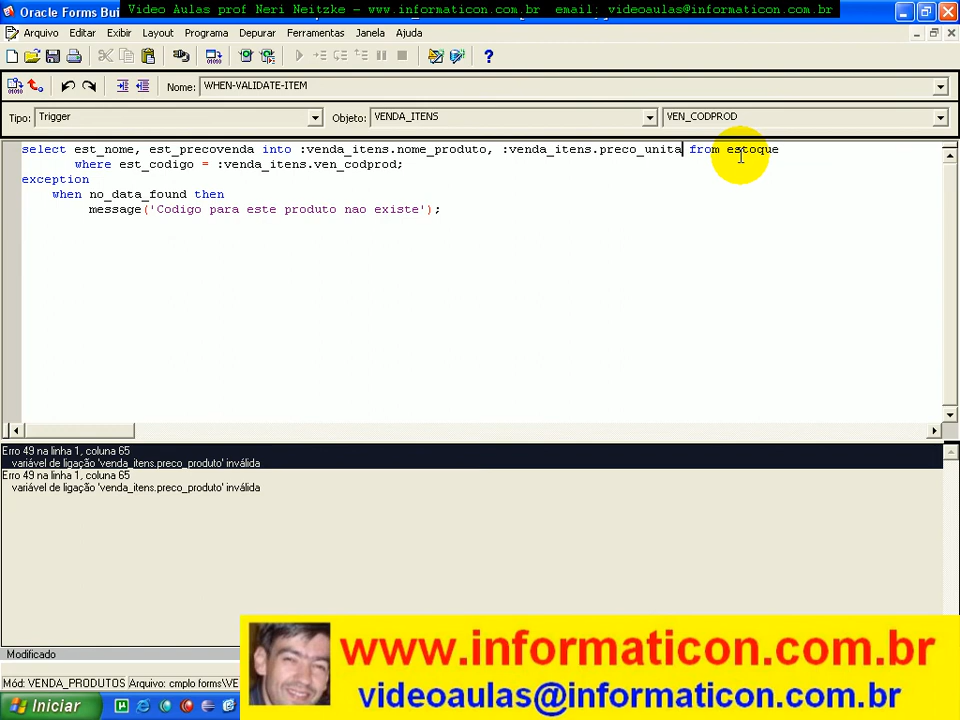 Oracle Forms Bui
Video Aulas prof Neri Neitzke - www.informaticon.com.br email: videoaulas@informaticon.com.br
Arquivo Editar Exibir Layout Programa Depurar Ferramentas Janela Ajuda
Nome: WHEN-VALIDATE-ITEM
Tipo: Trigger Objeto: VENDA_ITENS VEN_CODPROD
select est_nome, est_precovenda into :venda_itens.nome_produto, :venda_itens.preco_unita from estoque
where est_codigo = :venda_itens.ven_codprod;
exception
when no_data_found then
message('Codigo para este produto nao existe');
Erro 49 na linha 1, coluna 65
variável de ligação 'venda_itens.preco_produto' inválida
Erro 49 na linha 1, coluna 65
variável de ligação 'venda_itens.preco_produto' inválida
Modificado
Mód: VENDA_PRODUTOS Arquivo: cmplo forms\VE
Iniciar
www.informaticon.com.br
videoaulas@informaticon.com.br